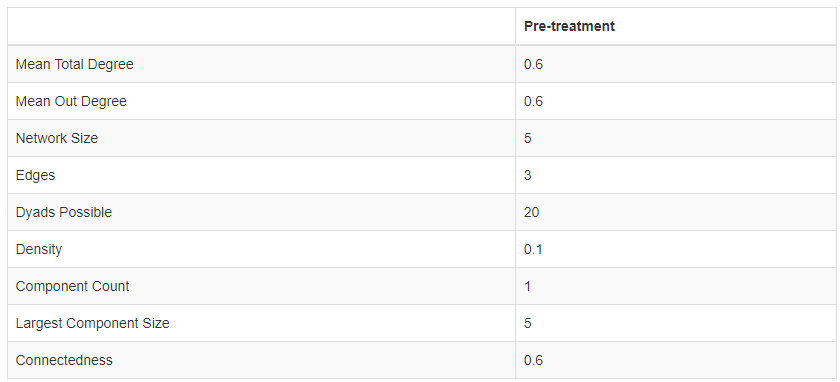 Pre-treatment
Mean Total Degree 0.6
Mean Out Degree 0.6
Network Size 5
Edges 3
Dyads Possible 20
Density 0.1
Component Count 1
Largest Component Size 5
Connectedness 0.6